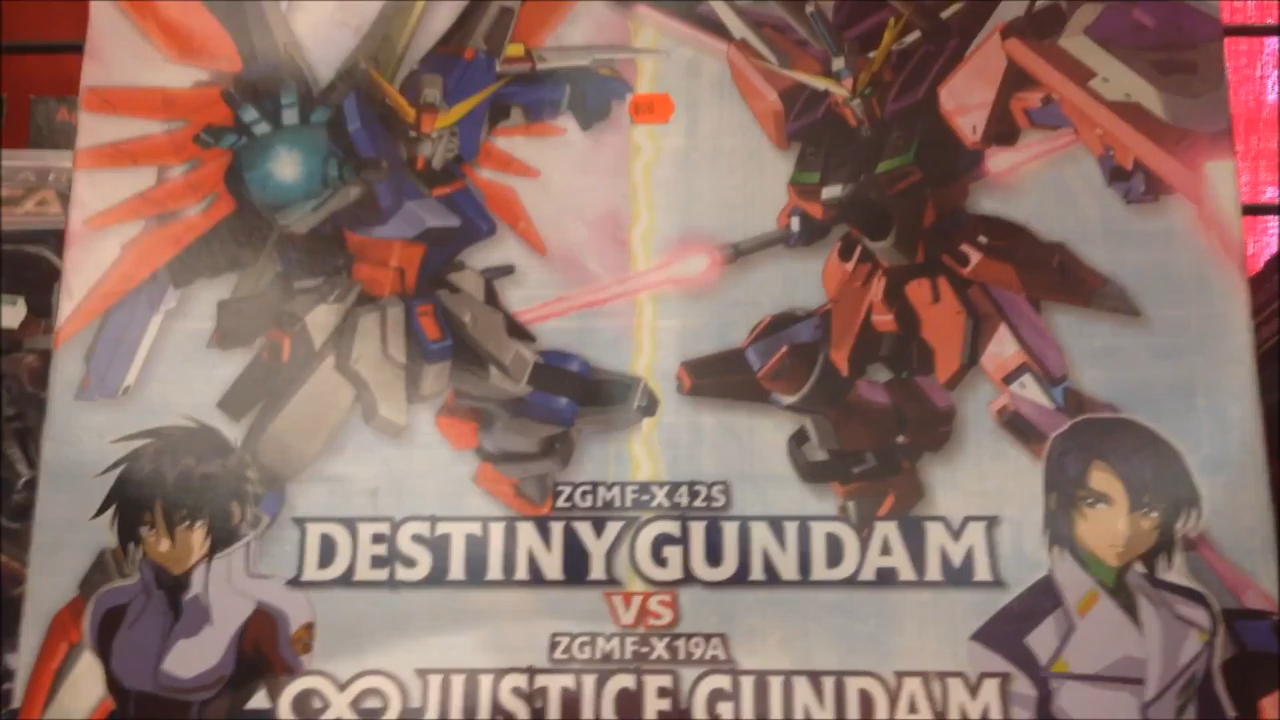 ZGMF-X42S
DESTINY GUNDAM
VS
ZGMF-X19A
∞ JUSTICE GUNDAM